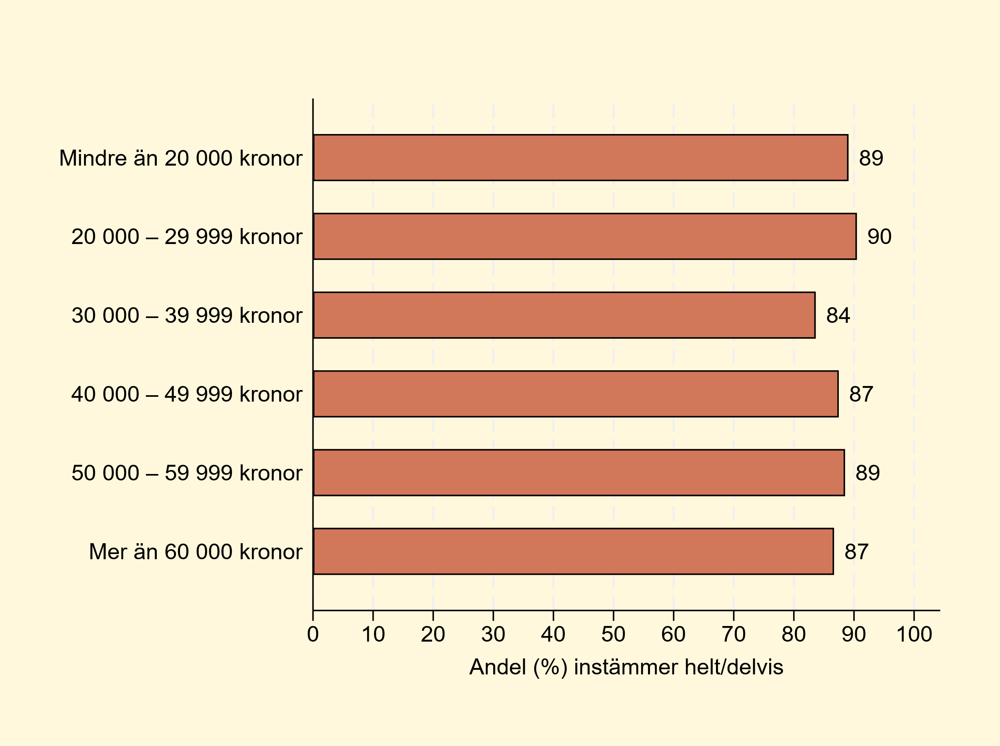 Mindre än 20 000 kronor 89
20 000 – 29 999 kronor 90
30 000 – 39 999 kronor 84
40 000 – 49 999 kronor 87
50 000 – 59 999 kronor 89
Mer än 60 000 kronor 87
0 10 20 30 40 50 60 70 80 90 100
Andel (%) instämmer helt/delvis